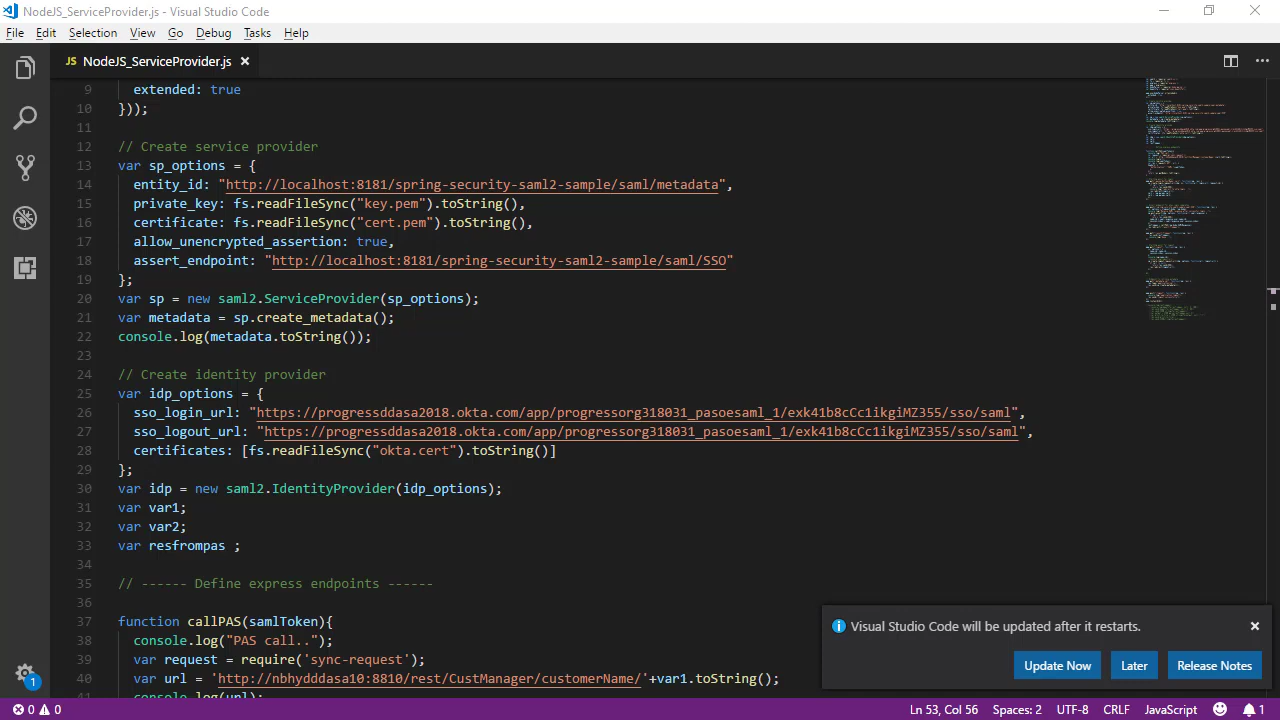 NodeJS_ServiceProvider.js - Visual Studio Code
File Edit Selection View Go Debug Tasks Help
JS NodeJS_ServiceProvider.js
9 extended: true
10 }));
11
12 // Create service provider
13 var sp_options = {
14 entity_id: "http://localhost:8181/spring-security-saml2-sample/saml/metadata",
15 private_key: fs.readFileSync("key.pem").toString(),
16 certificate: fs.readFileSync("cert.pem").toString(),
17 allow_unencrypted_assertion: true,
18 assert_endpoint: "http://localhost:8181/spring-security-saml2-sample/saml/SSO"
19 };
20 var sp = new saml2.ServiceProvider(sp_options);
21 var metadata = sp.create_metadata();
22 console.log(metadata.toString());
23
24 // Create identity provider
25 var idp_options = {
26 sso_login_url: "https://progressddasa2018.okta.com/app/progressorg318031_pasoesaml_1/exk41b8cCc1ikgiMZ355/sso/saml",
27 sso_logout_url: "https://progressddasa2018.okta.com/app/progressorg318031_pasoesaml_1/exk41b8cCc1ikgiMZ355/sso/saml",
28 certificates: [fs.readFileSync("okta.cert").toString()]
29 };
30 var idp = new saml2.IdentityProvider(idp_options);
31 var var1;
32 var var2;
33 var resfrompas ;
34
35 // ------ Define express endpoints ------
36
37 function callPAS(samlToken){
38 console.log("PAS call..");
39 var request = require('sync-request');
40 var url = 'http://nbhydddasa10:8810/rest/CustManager/customerName/'+var1.toString();
41 console.log(url);
Visual Studio Code will be updated after it restarts.
Update Now Later Release Notes
1
0 0 Ln 53, Col 56 Spaces: 2 UTF-8 CRLF JavaScript 1